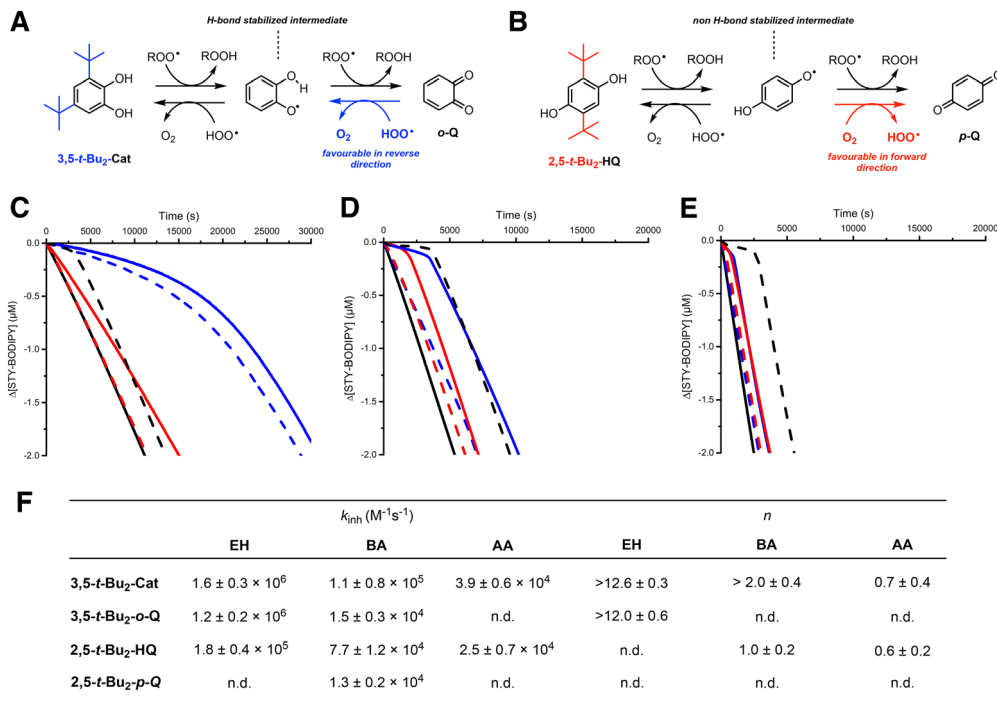 A
H-bond stabilized intermediate
ROO• ROOH ROO• ROOH
OH
OH
O
H
O•
O
O
O2 HOO• O2 HOO• o-Q
3,5-t-Bu2-Cat
favourable in reverse
direction
B
non H-bond stabilized intermediate
ROO• ROOH ROO• ROOH
OH
HO
O•
HO
O
O
O2 HOO• O2 HOO• p-Q
2,5-t-Bu2-HQ
favourable in forward
direction
C
Time (s)
0 5000 10000 15000 20000 25000 30000
0.0
-0.5
-1.0
-1.5
-2.0
Δ[STY-BODIPY] (µM)
D
Time (s)
0 5000 10000 15000 20000
0.0
-0.5
-1.0
-1.5
-2.0
Δ[STY-BODIPY] (µM)
E
Time (s)
0 5000 10000 15000 20000
0.0
-0.5
-1.0
-1.5
-2.0
Δ[STY-BODIPY] (µM)
F
kinh (M-1s-1) n
EH BA AA EH BA AA
3,5-t-Bu2-Cat 1.6 ± 0.3 × 10^6 1.1 ± 0.8 × 10^5 3.9 ± 0.6 × 10^4 >12.6 ± 0.3 > 2.0 ± 0.4 0.7 ± 0.4
3,5-t-Bu2-o-Q 1.2 ± 0.2 × 10^6 1.5 ± 0.3 × 10^4 n.d. >12.0 ± 0.6 n.d. n.d.
2,5-t-Bu2-HQ 1.8 ± 0.4 × 10^5 7.7 ± 1.2 × 10^4 2.5 ± 0.7 × 10^4 n.d. 1.0 ± 0.2 0.6 ± 0.2
2,5-t-Bu2-p-Q n.d. 1.3 ± 0.2 × 10^4 n.d. n.d. n.d. n.d.